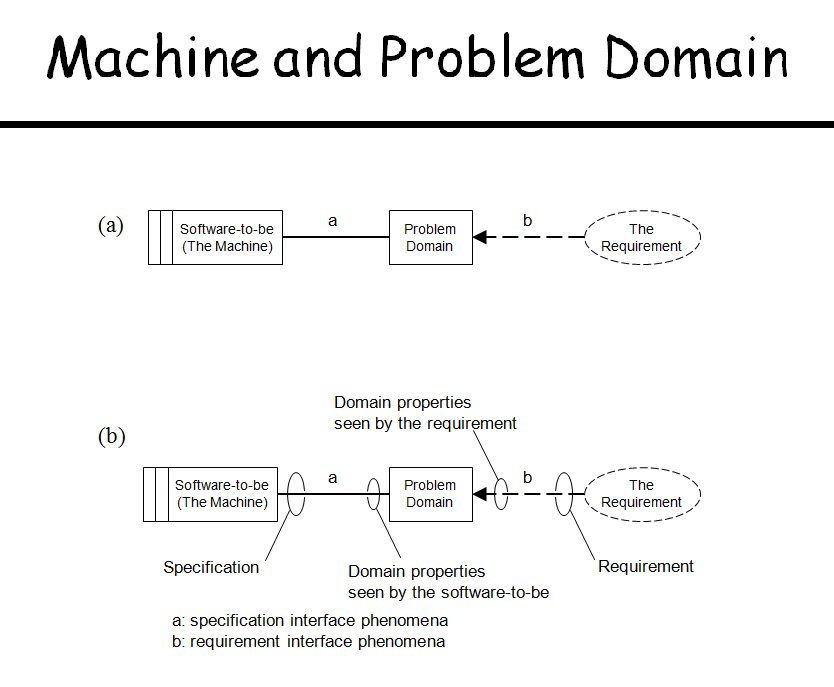 Machine and Problem Domain
(a)
Software-to-be
(The Machine)
a
Problem
Domain
b
The
Requirement
(b)
Domain properties
seen by the requirement
Software-to-be
(The Machine)
a
Problem
Domain
b
The
Requirement
Specification
Domain properties
seen by the software-to-be
Requirement
a: specification interface phenomena
b: requirement interface phenomena